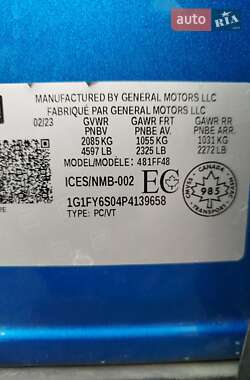 AUTO RIA
MANUFACTURED BY GENERAL MOTORS LLC
FABRIQUÉ PAR GENERAL MOTORS LLC
02/23 GVWR GAWR FRT GAWR RR
PNBV PNBE AV. PNBE ARR.
2085 KG 1055 KG 1031 KG
4597 LB 2325 LB 2272 LB
MODEL/MODÈLE: 481FF48
ICES/NMB-002 EC
CANADA
985
TRANSPORT
1G1FY6S04P4139658
TYPE: PC/VT